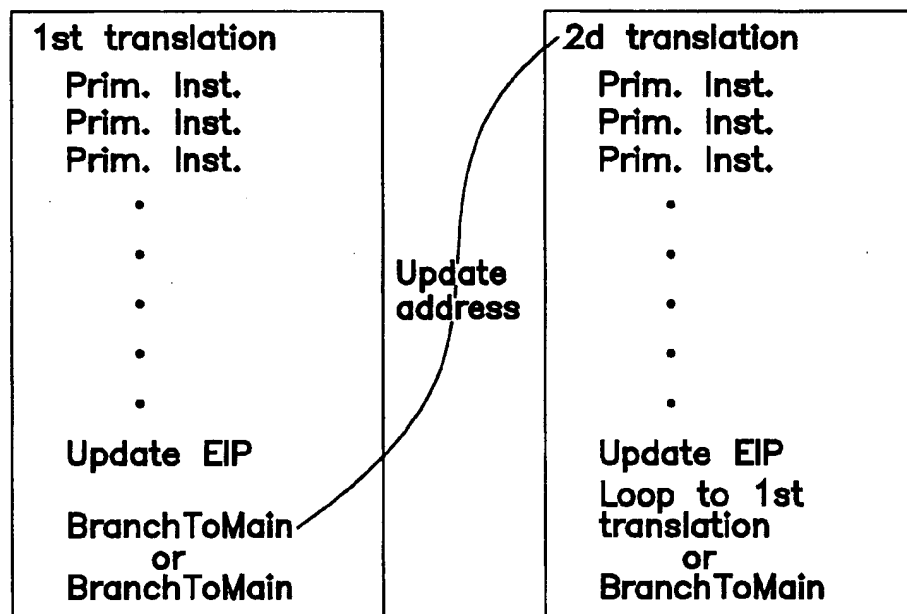 1st translation
Prim. Inst.
Prim. Inst.
Prim. Inst.
Update EIP
BranchToMain
or
BranchToMain
Update
address
2d translation
Prim. Inst.
Prim. Inst.
Prim. Inst.
Update EIP
Loop to 1st
translation
or
BranchToMain